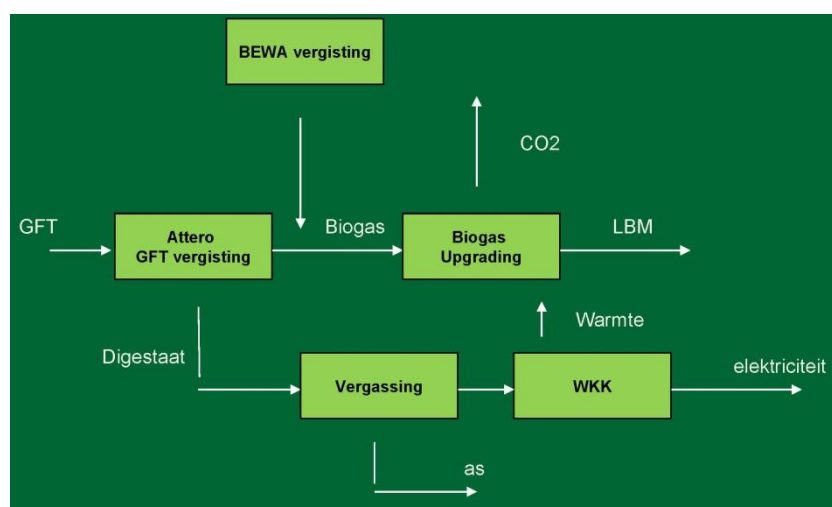 BEWA vergisting
CO2
GFT
Attero
GFT vergisting
Biogas
Biogas
Upgrading
LBM
Warmte
Digestaat
Vergassing
WKK
elektriciteit
as